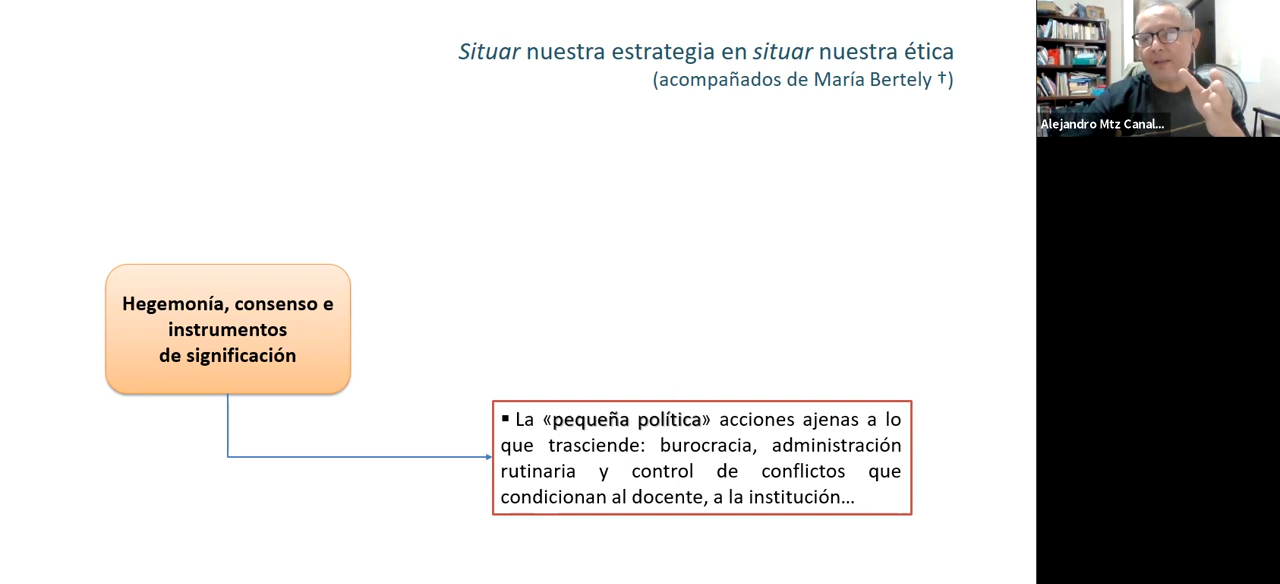 Situar nuestra estrategia en situar nuestra ética
(acompañados de María Bertely †)
Alejandro Mtz Canal...
Hegemonía, consenso e
instrumentos
de significación
▪ La «pequeña política» acciones ajenas a lo
que trasciende: burocracia, administración
rutinaria y control de conflictos que
condicionan al docente, a la institución…